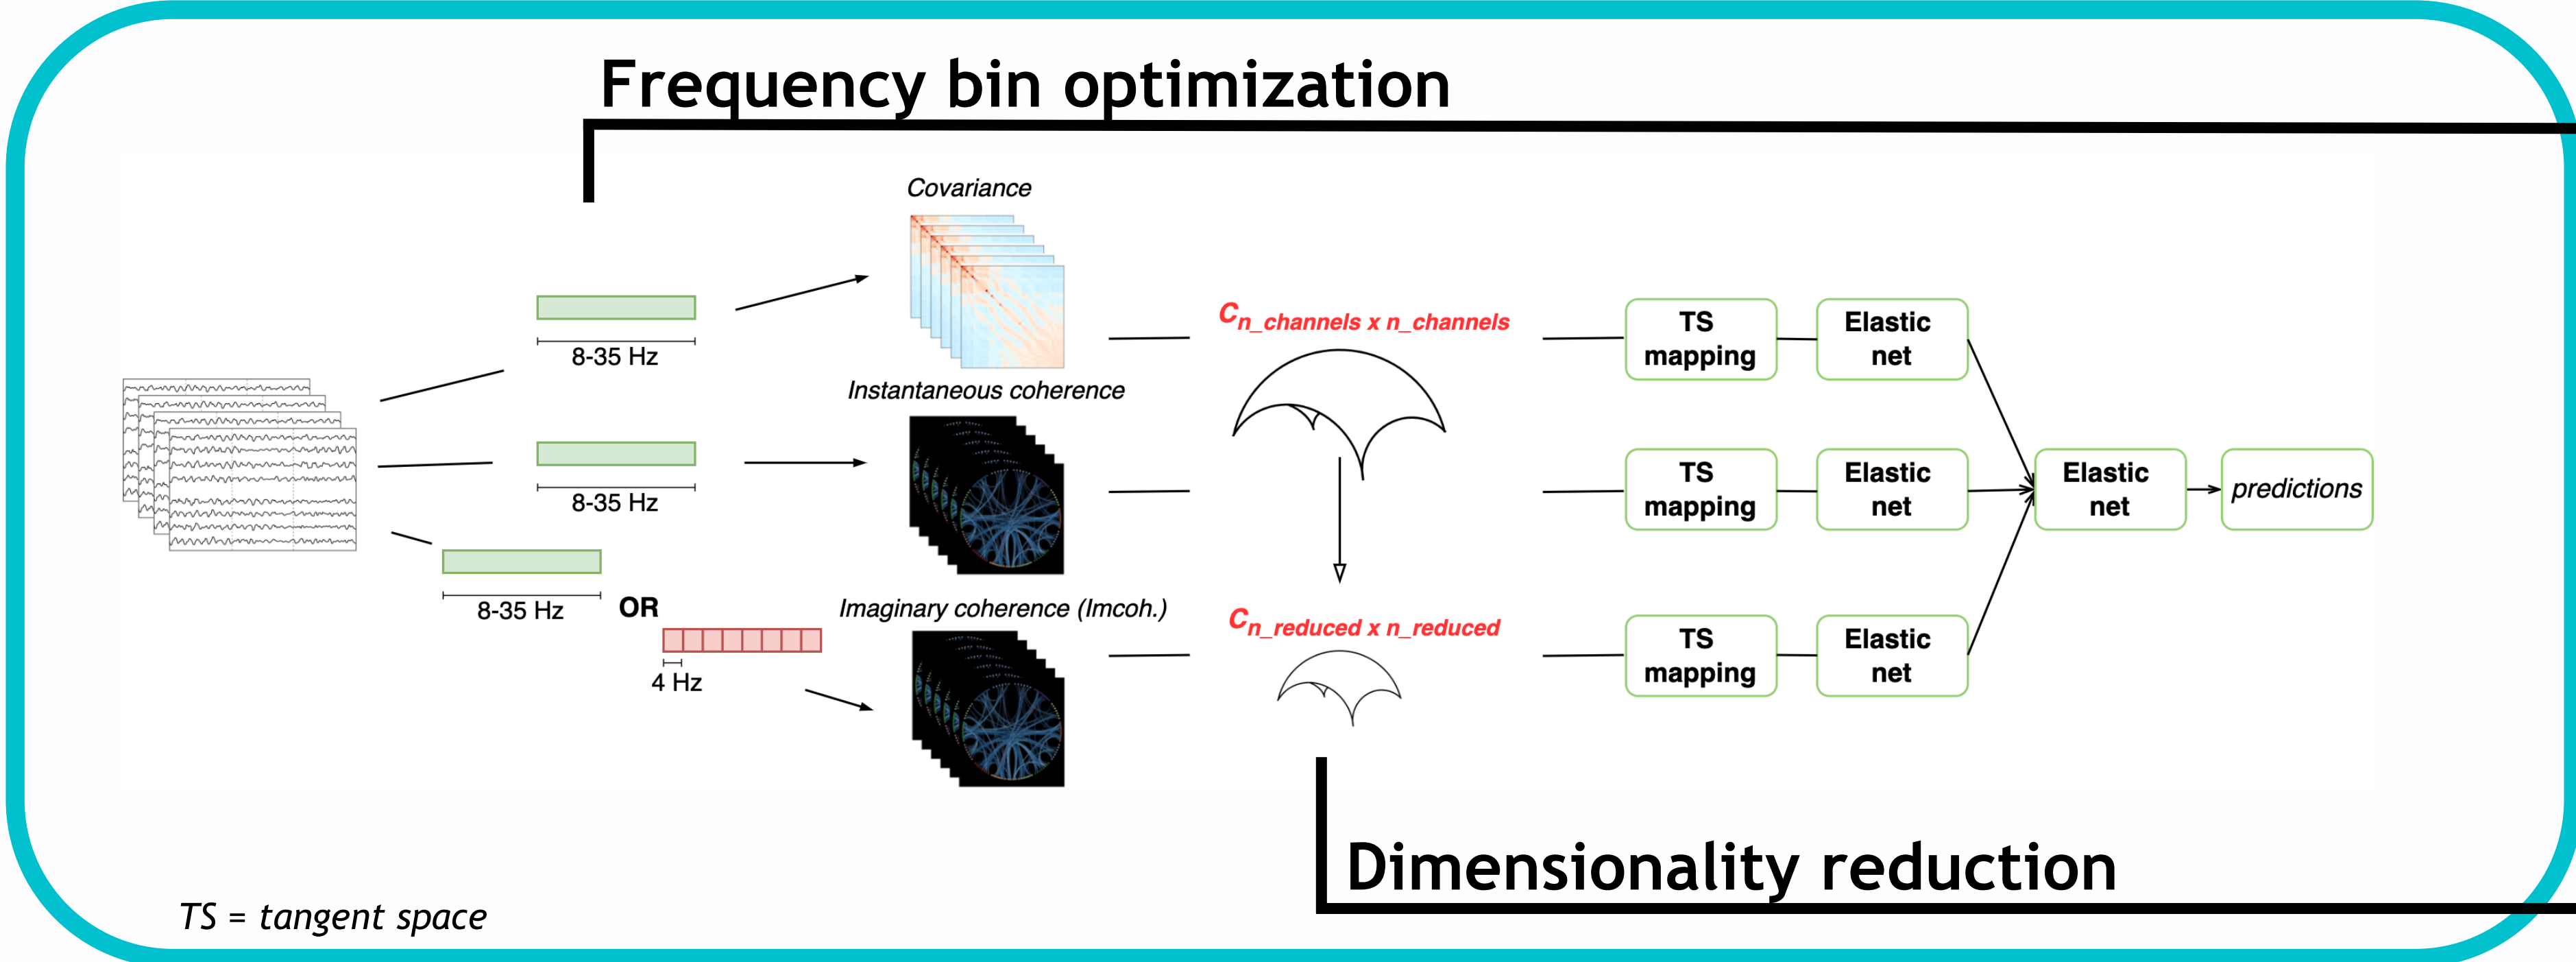 Frequency bin optimization
Covariance
8-35 Hz
Instantaneous coherence
8-35 Hz
8-35 Hz
OR
4 Hz
Imaginary coherence (Imcoh.)
C n_channels x n_channels
C n_reduced x n_reduced
TS
mapping
Elastic
net
TS
mapping
Elastic
net
TS
mapping
Elastic
net
Elastic
net
predictions
Dimensionality reduction
TS = tangent space